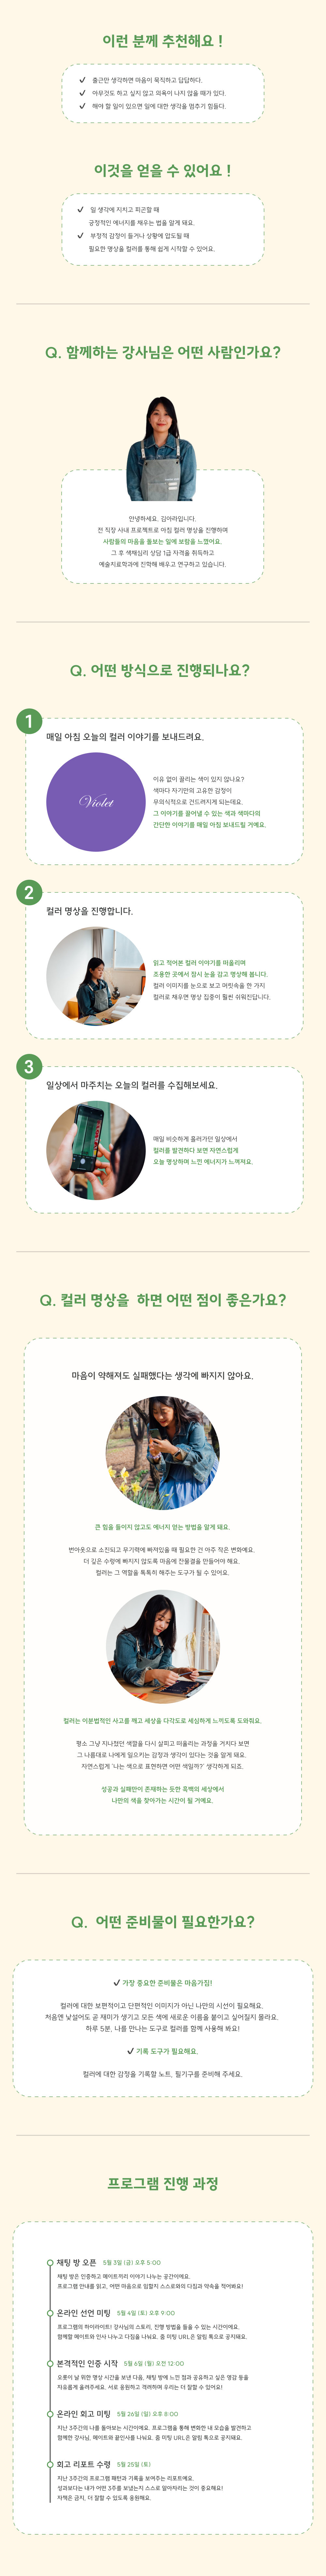 이런 분께 추천해요 !
✓ 출근만 생각하면 마음이 묵직하고 답답하다.
✓ 아무것도 하고 싶지 않고 의욕이 나지 않을 때가 있다.
✓ 해야 할 일이 있으면 일에 대한 생각을 멈추기 힘들다.
이것을 얻을 수 있어요 !
✓ 일 생각에 지치고 피곤할 때
긍정적인 에너지를 채우는 법을 알게 돼요.
✓ 부정적 감정이 들거나 상황에 압도될 때
필요한 명상을 컬러를 통해 쉽게 시작할 수 있어요.
Q. 함께하는 강사님은 어떤 사람인가요?
안녕하세요. 김아라입니다.
전 직장 사내 프로젝트로 아침 컬러 명상을 진행하며
사람들의 마음을 돌보는 일에 보람을 느꼈어요.
그 후 색채심리 상담 1급 자격을 취득하고
예술치료학과에 진학해 배우고 연구하고 있습니다.
Q. 어떤 방식으로 진행되나요?
1
매일 아침 오늘의 컬러 이야기를 보내드려요.
Violet
이유 없이 끌리는 색이 있지 않나요?
색마다 자기만의 고유한 감정이
무의식적으로 건드려지게 되는데요.
그 이야기를 끌어낼 수 있는 색과 색마다의
간단한 이야기를 매일 아침 보내드릴 거예요.
2
컬러 명상을 진행합니다.
읽고 적어본 컬러 이야기를 떠올리며
조용한 곳에서 잠시 눈을 감고 명상해 봅니다.
컬러 이미지를 눈으로 보고 머릿속을 한 가지
컬러로 채우면 명상 집중이 훨씬 쉬워진답니다.
3
일상에서 마주치는 오늘의 컬러를 수집해보세요.
매일 비슷하게 흘러가던 일상에서
컬러를 발견하다 보면 자연스럽게
오늘 명상하며 느낀 에너지가 느껴져요.
Q. 컬러 명상을 하면 어떤 점이 좋은가요?
마음이 약해져도 실패했다는 생각에 빠지지 않아요.
큰 힘을 들이지 않고도 에너지 얻는 방법을 알게 돼요.
번아웃으로 소진되고 무기력에 빠져있을 때 필요한 건 아주 작은 변화예요.
더 깊은 수렁에 빠지지 않도록 마음에 잔물결을 만들어야 해요.
컬러는 그 역할을 톡톡히 해주는 도구가 될 수 있어요.
컬러는 이분법적인 사고를 깨고 세상을 다각도로 세심하게 느끼도록 도와줘요.
평소 그냥 지나쳤던 색깔을 다시 살피고 떠올리는 과정을 거치다 보면
그 나름대로 나에게 일으키는 감정과 생각이 있다는 것을 알게 돼요.
자연스럽게 '나는 색으로 표현하면 어떤 색일까?' 생각하게 되죠.
성공과 실패만이 존재하는 듯한 흑백의 세상에서
나만의 색을 찾아가는 시간이 될 거예요.
Q. 어떤 준비물이 필요한가요?
✓ 가장 중요한 준비물은 마음가짐!
컬러에 대한 보편적이고 단편적인 이미지가 아닌 나만의 시선이 필요해요.
처음엔 낯설어도 곧 재미가 생기고 모든 색에 새로운 이름을 붙이고 싶어질지 몰라요.
하루 5분, 나를 만나는 도구로 컬러를 함께 사용해 봐요!
✓ 기록 도구가 필요해요.
컬러에 대한 감정을 기록할 노트, 필기구를 준비해 주세요.
프로그램 진행 과정
채팅 방 오픈 5월 3일 (금) 오후 5:00
채팅 방은 인증하고 메이트끼리 이야기 나누는 공간이에요.
프로그램 안내를 읽고, 어떤 마음으로 임할지 스스로와의 다짐과 약속을 적어봐요!
온라인 선언 미팅 5월 4일 (토) 오후 9:00
프로그램의 하이라이트! 강사님의 스토리, 진행 방법을 들을 수 있는 시간이에요.
함께할 메이트와 인사 나누고 다짐을 나눠요. 줌 미팅 URL은 알림 톡으로 공지돼요.
본격적인 인증 시작 5월 6일 (월) 오전 12:00
오롯이 날 위한 명상 시간을 보낸 다음, 채팅 방에 느낀 점과 공유하고 싶은 영감 등을
자유롭게 올려주세요. 서로 응원하고 격려하며 우리는 더 잘할 수 있어요!
온라인 회고 미팅 5월 26일 (일) 오후 8:00
지난 3주간의 나를 돌아보는 시간이에요. 프로그램을 통해 변화한 내 모습을 발견하고
함께한 강사님, 메이트와 끝인사를 나눠요. 줌 미팅 URL은 알림 톡으로 공지돼요.
회고 리포트 수령 5월 25일 (토)
지난 3주간의 프로그램 패턴과 기록을 보여주는 리포트예요.
성과보다는 내가 어떤 3주를 보냈는지 스스로 알아차리는 것이 중요해요!
자책은 금지, 더 잘할 수 있도록 응원해요.